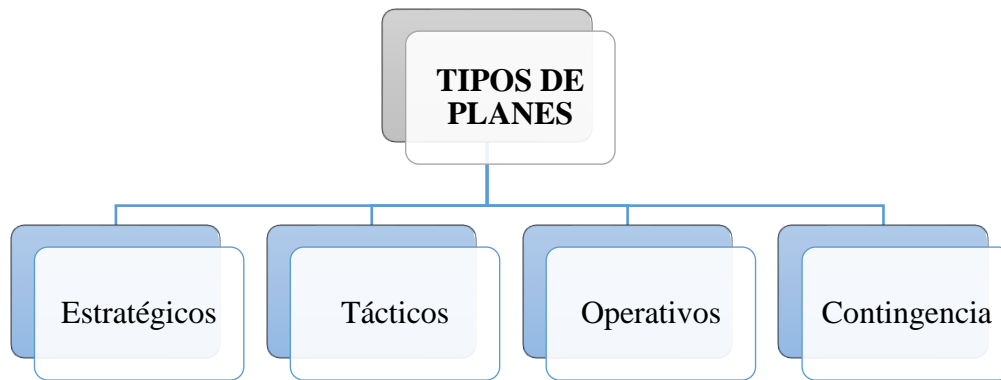 TIPOS DE
PLANES
Estratégicos
Tácticos
Operativos
Contingencia